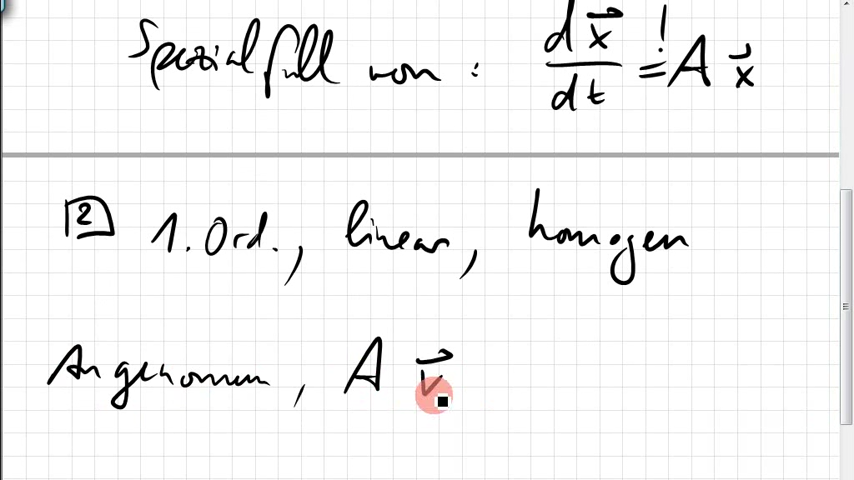 Spezialfall von : dx⃗/dt =! A x⃗
2 1. Ord., linear, homogen
Angenommen, A v⃗